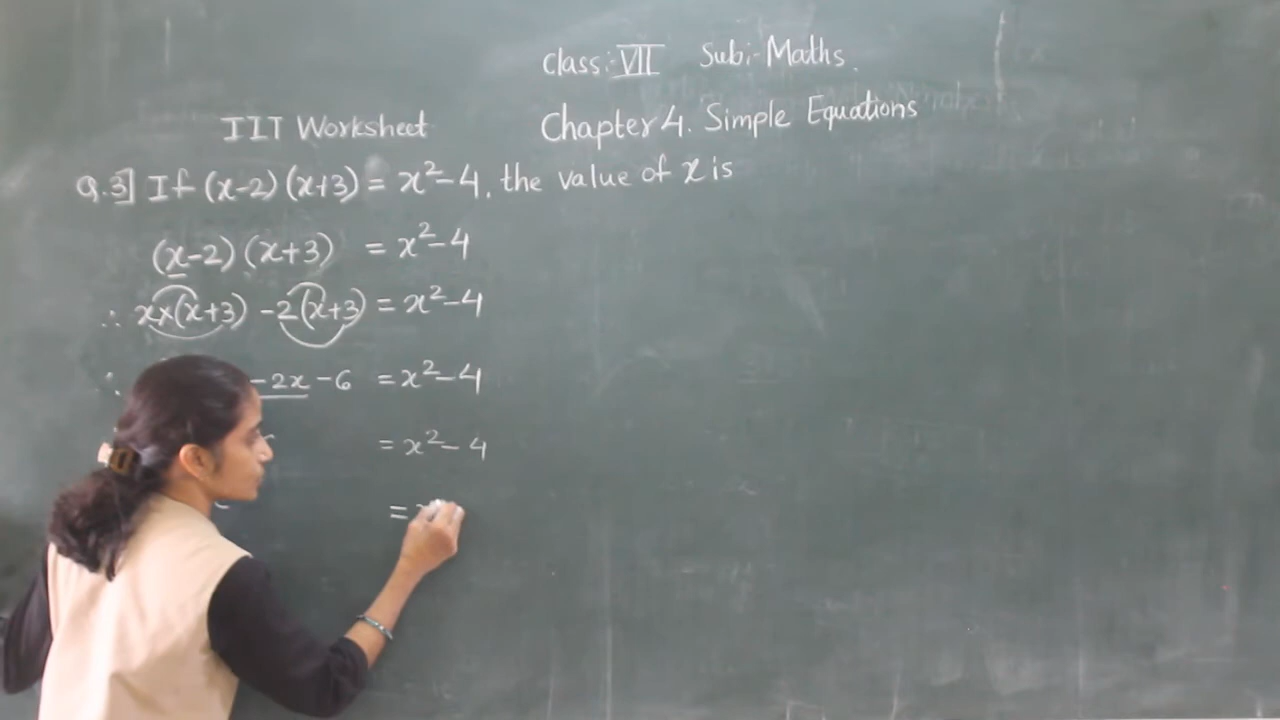 Class:- VII Sub:- Maths.
IIT Worksheet
Chapter 4. Simple Equations
Q.3] If (x-2) (x+3) = x²-4, the value of x is
(x-2) (x+3) = x²-4
∴ x×(x+3) -2(x+3) = x²-4
∴ -2x -6 = x²-4
= x²- 4
=